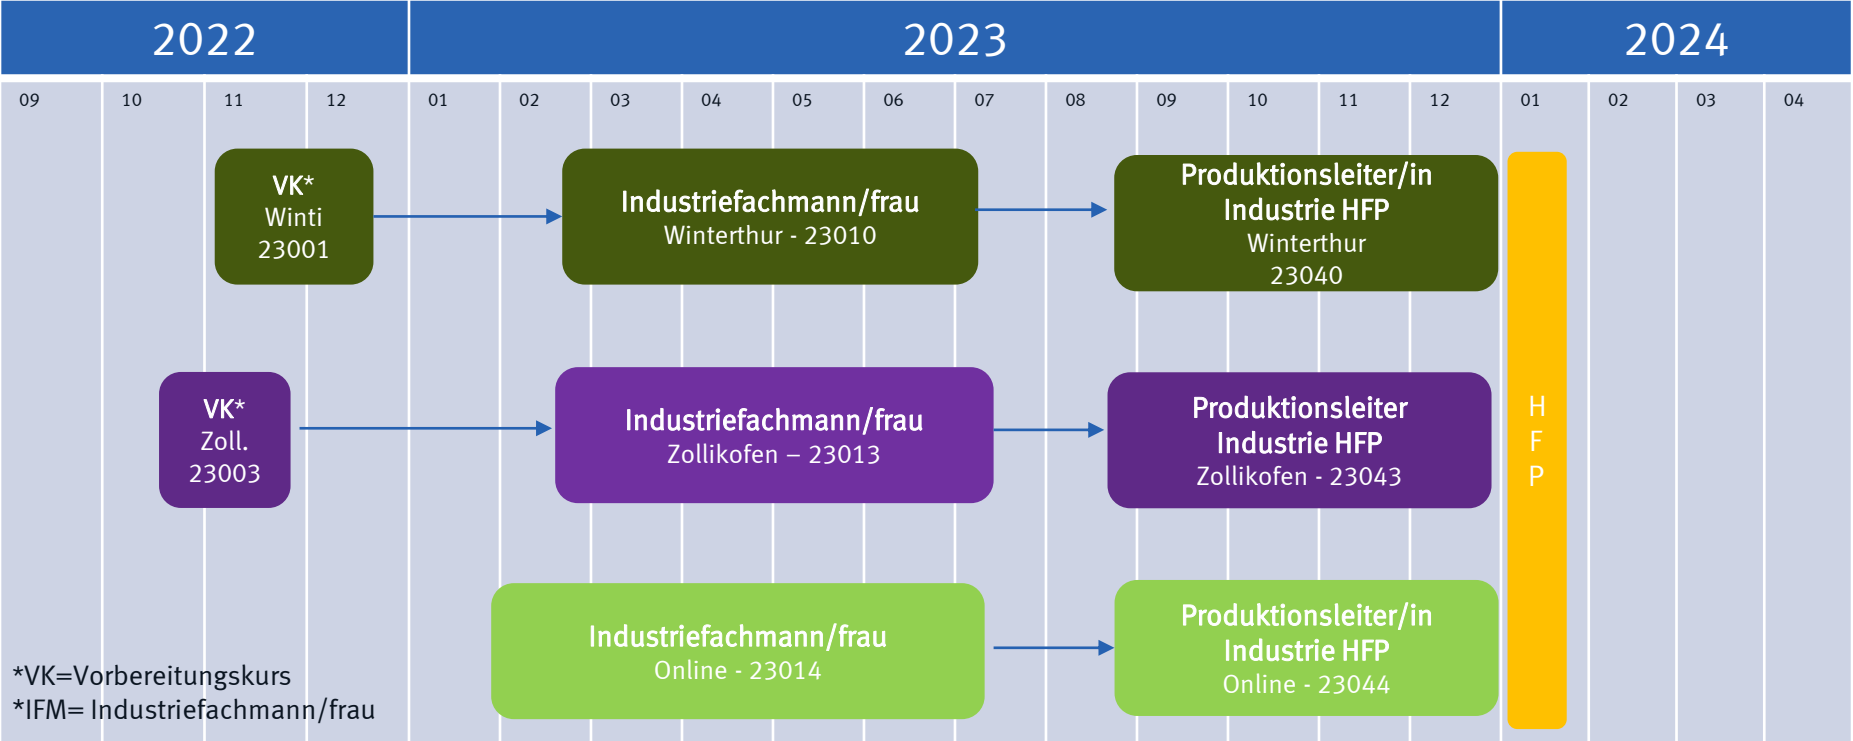 2022
2023
2024
09
10
11
12
01
02
03
04
05
06
07
08
09
10
11
12
01
02
03
04
VK*
Winti
23001
Industriefachmann/frau
Winterthur - 23010
Produktionsleiter/in
Industrie HFP
Winterthur
23040
VK*
Zoll.
23003
Industriefachmann/frau
Zollikofen – 23013
Produktionsleiter
Industrie HFP
Zollikofen - 23043
H
F
P
Industriefachmann/frau
Online - 23014
Produktionsleiter/in
Industrie HFP
Online - 23044
*VK=Vorbereitungskurs
*IFM= Industriefachmann/frau